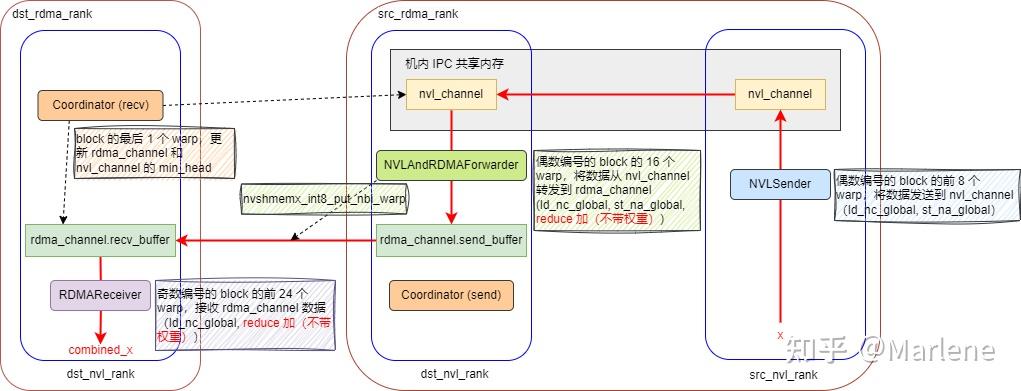 dst_rdma_rank
src_rdma_rank
机内 IPC 共享内存
nvl_channel
nvl_channel
Coordinator (recv)
block 的最后 1 个 warp，更
新 rdma_channel 和
nvl_channel 的 min_head
NVLAndRDMAForwarder
偶数编号的 block 的 16 个
warp，将数据从 nvl_channel
转发到 rdma_channel
（ld_nc_global, st_na_global,
reduce 加（不带权重））
NVLSender
偶数编号的 block 的前 8 个
warp，将数据发送到 nvl_channel
（ld_nc_global, st_na_global）
nvshmemx_int8_put_nbi_warp
rdma_channel.recv_buffer
rdma_channel.send_buffer
RDMAReceiver
奇数编号的 block 的前 24 个
warp，接收 rdma_channel 数据
（ld_nc_global, reduce 加（不带
权重））
Coordinator (send)
combined_x
x
dst_nvl_rank
dst_nvl_rank
src_nvl_rank
知乎 @Marlene